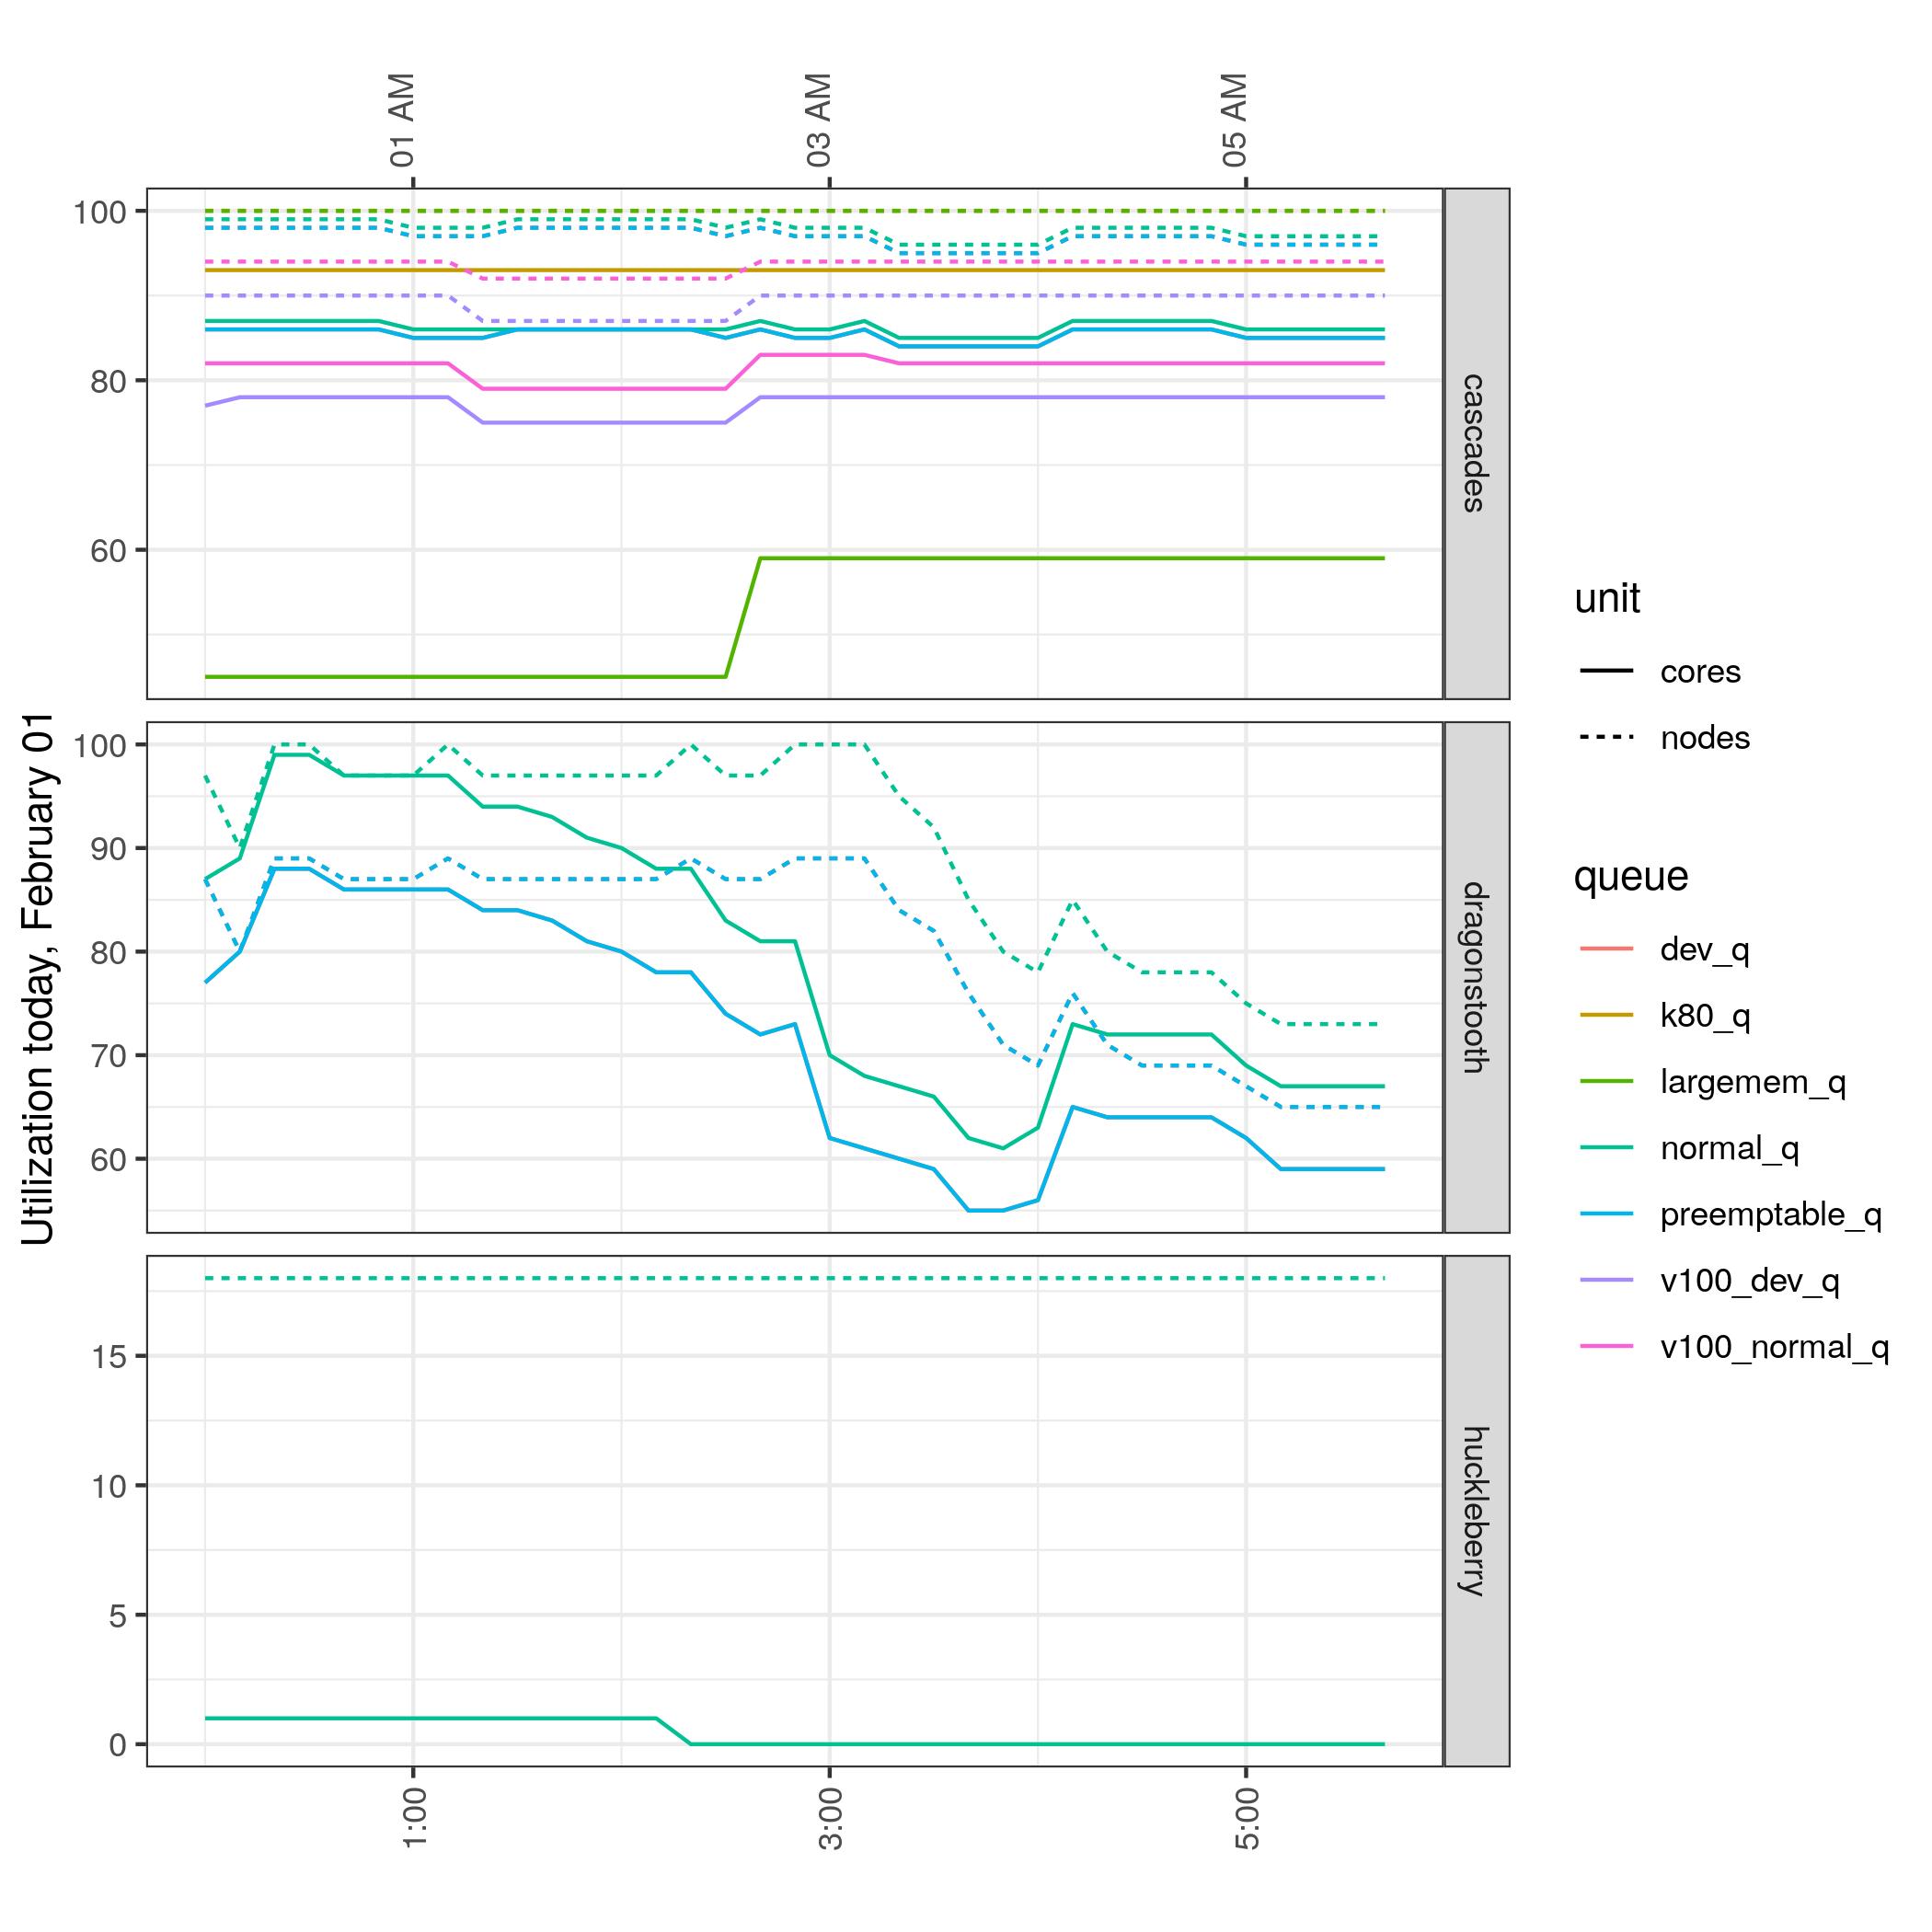 01 AM
03 AM
05 AM
Utilization today, February 01
100
80
60
cascades
100
90
80
70
60
dragonstooth
15
10
5
0
huckleberry
1:00
3:00
5:00
unit
cores
nodes
queue
dev_q
k80_q
largemem_q
normal_q
preemptable_q
v100_dev_q
v100_normal_q